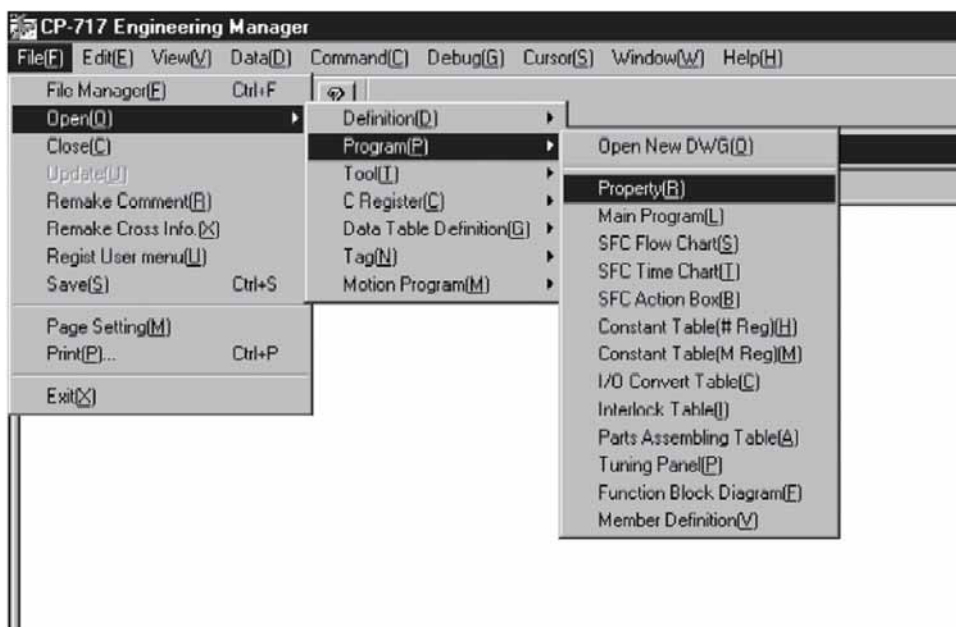 CP-717 Engineering Manager
File(F) Edit(E) View(V) Data(D) Command(C) Debug(G) Cursor(S) Window(W) Help(H)
File Manager(F) Ctrl+F
Open(O)
Close(C)
Update(U)
Remake Comment(R)
Remake Cross Info.(X)
Regist User menu(U)
Save(S) Ctrl+S
Page Setting(M)
Print(P)... Ctrl+P
Exit(X)
Definition(D)
Program(P)
Tool(T)
C Register(C)
Data Table Definition(G)
Tag(N)
Motion Program(M)
Open New DWG(O)
Property(R)
Main Program(L)
SFC Flow Chart(S)
SFC Time Chart(T)
SFC Action Box(B)
Constant Table(# Reg)(H)
Constant Table(M Reg)(M)
I/O Convert Table(C)
Interlock Table(I)
Parts Assembling Table(A)
Tuning Panel(P)
Function Block Diagram(F)
Member Definition(V)